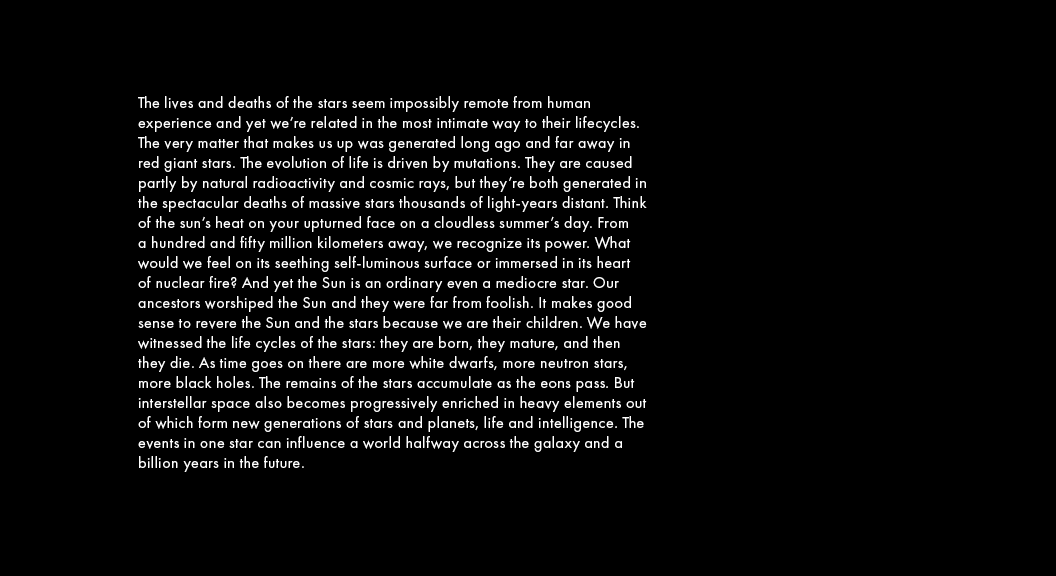 The lives and deaths of the stars seem impossibly remote from human
experience and yet we’re related in the most intimate way to their lifecycles.
The very matter that makes us up was generated long ago and far away in
red giant stars. The evolution of life is driven by mutations. They are caused
partly by natural radioactivity and cosmic rays, but they’re both generated in
the spectacular deaths of massive stars thousands of light-years distant. Think
of the sun’s heat on your upturned face on a cloudless summer’s day. From
a hundred and fifty million kilometers away, we recognize its power. What
would we feel on its seething self-luminous surface or immersed in its heart
of nuclear fire? And yet the Sun is an ordinary even a mediocre star. Our
ancestors worshiped the Sun and they were far from foolish. It makes good
sense to revere the Sun and the stars because we are their children. We have
witnessed the life cycles of the stars: they are born, they mature, and then
they die. As time goes on there are more white dwarfs, more neutron stars,
more black holes. The remains of the stars accumulate as the eons pass. But
interstellar space also becomes progressively enriched in heavy elements out
of which form new generations of stars and planets, life and intelligence. The
events in one star can influence a world halfway across the galaxy and a
billion years in the future.